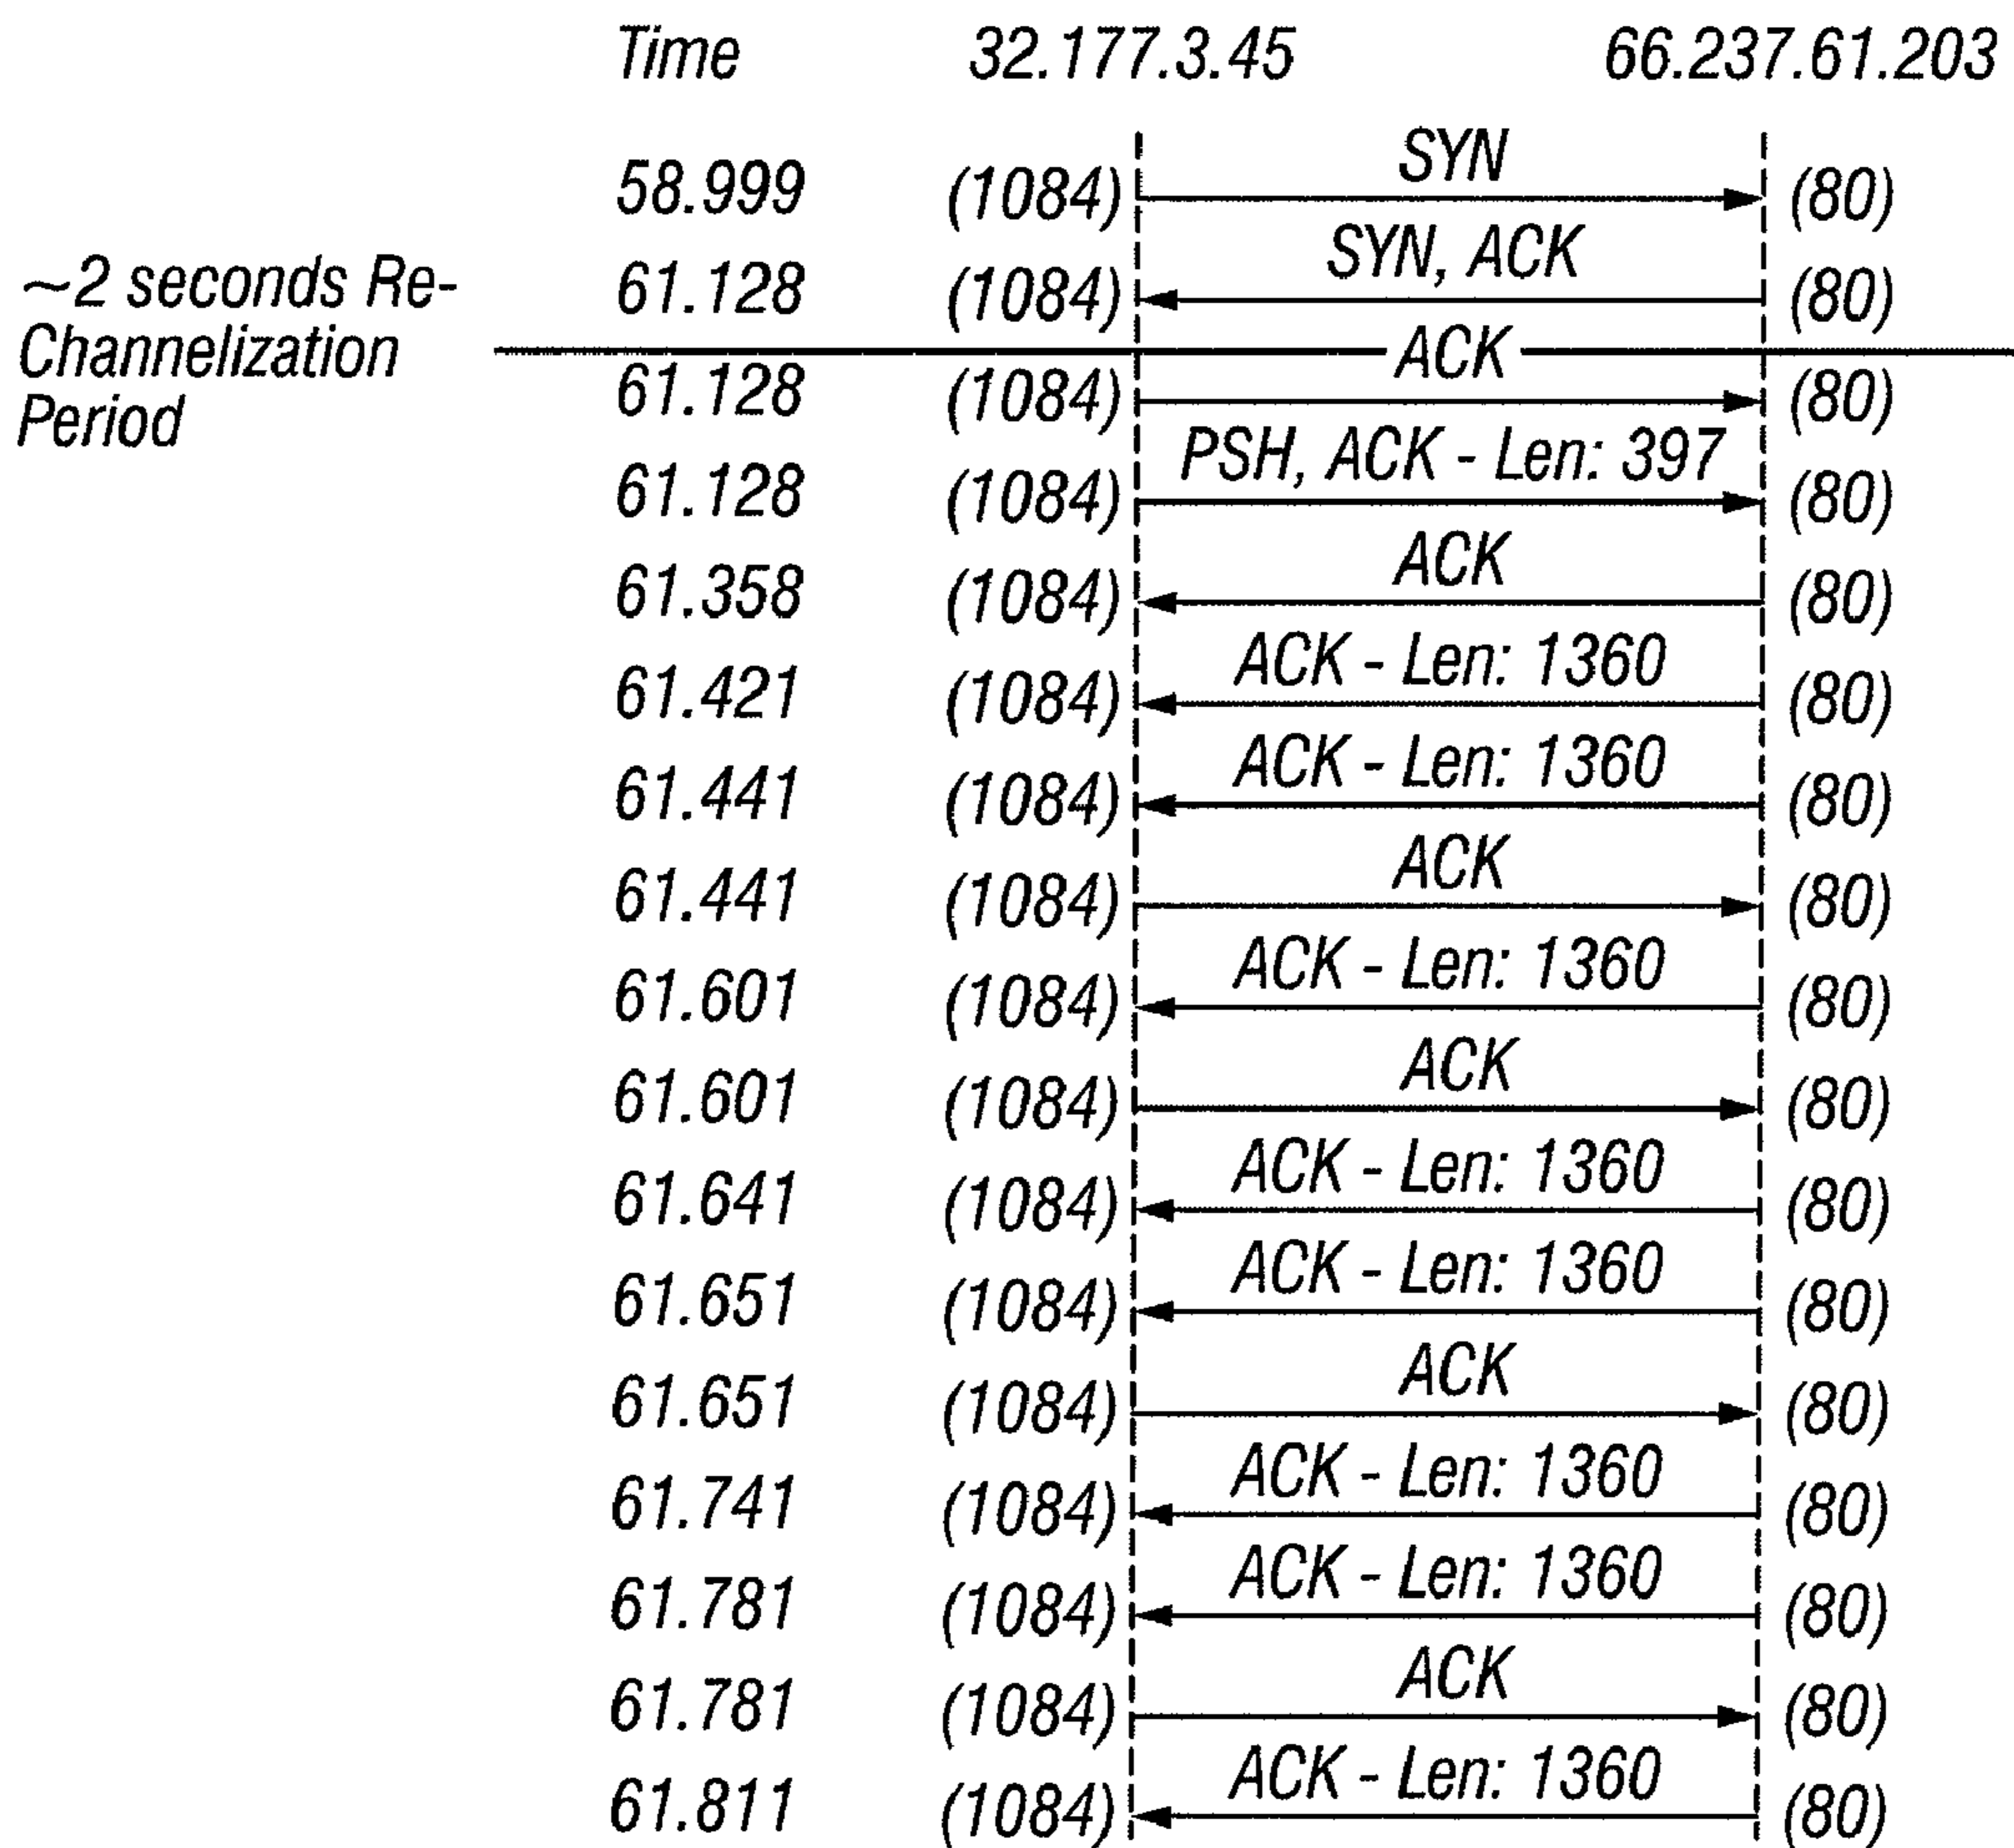 Time 32.177.3.45 66.237.61.203
SYN
58.999 (1084) (80)
SYN, ACK
~2 seconds Re-
Channelization
Period
61.128 (1084) (80)
ACK
61.128 (1084) (80)
PSH, ACK - Len: 397
61.128 (1084) (80)
ACK
61.358 (1084) (80)
ACK - Len: 1360
61.421 (1084) (80)
ACK - Len: 1360
61.441 (1084) (80)
ACK
61.441 (1084) (80)
ACK - Len: 1360
61.601 (1084) (80)
ACK
61.601 (1084) (80)
ACK - Len: 1360
61.641 (1084) (80)
ACK - Len: 1360
61.651 (1084) (80)
ACK
61.651 (1084) (80)
ACK - Len: 1360
61.741 (1084) (80)
ACK - Len: 1360
61.781 (1084) (80)
ACK
61.781 (1084) (80)
ACK - Len: 1360
61.811 (1084) (80)